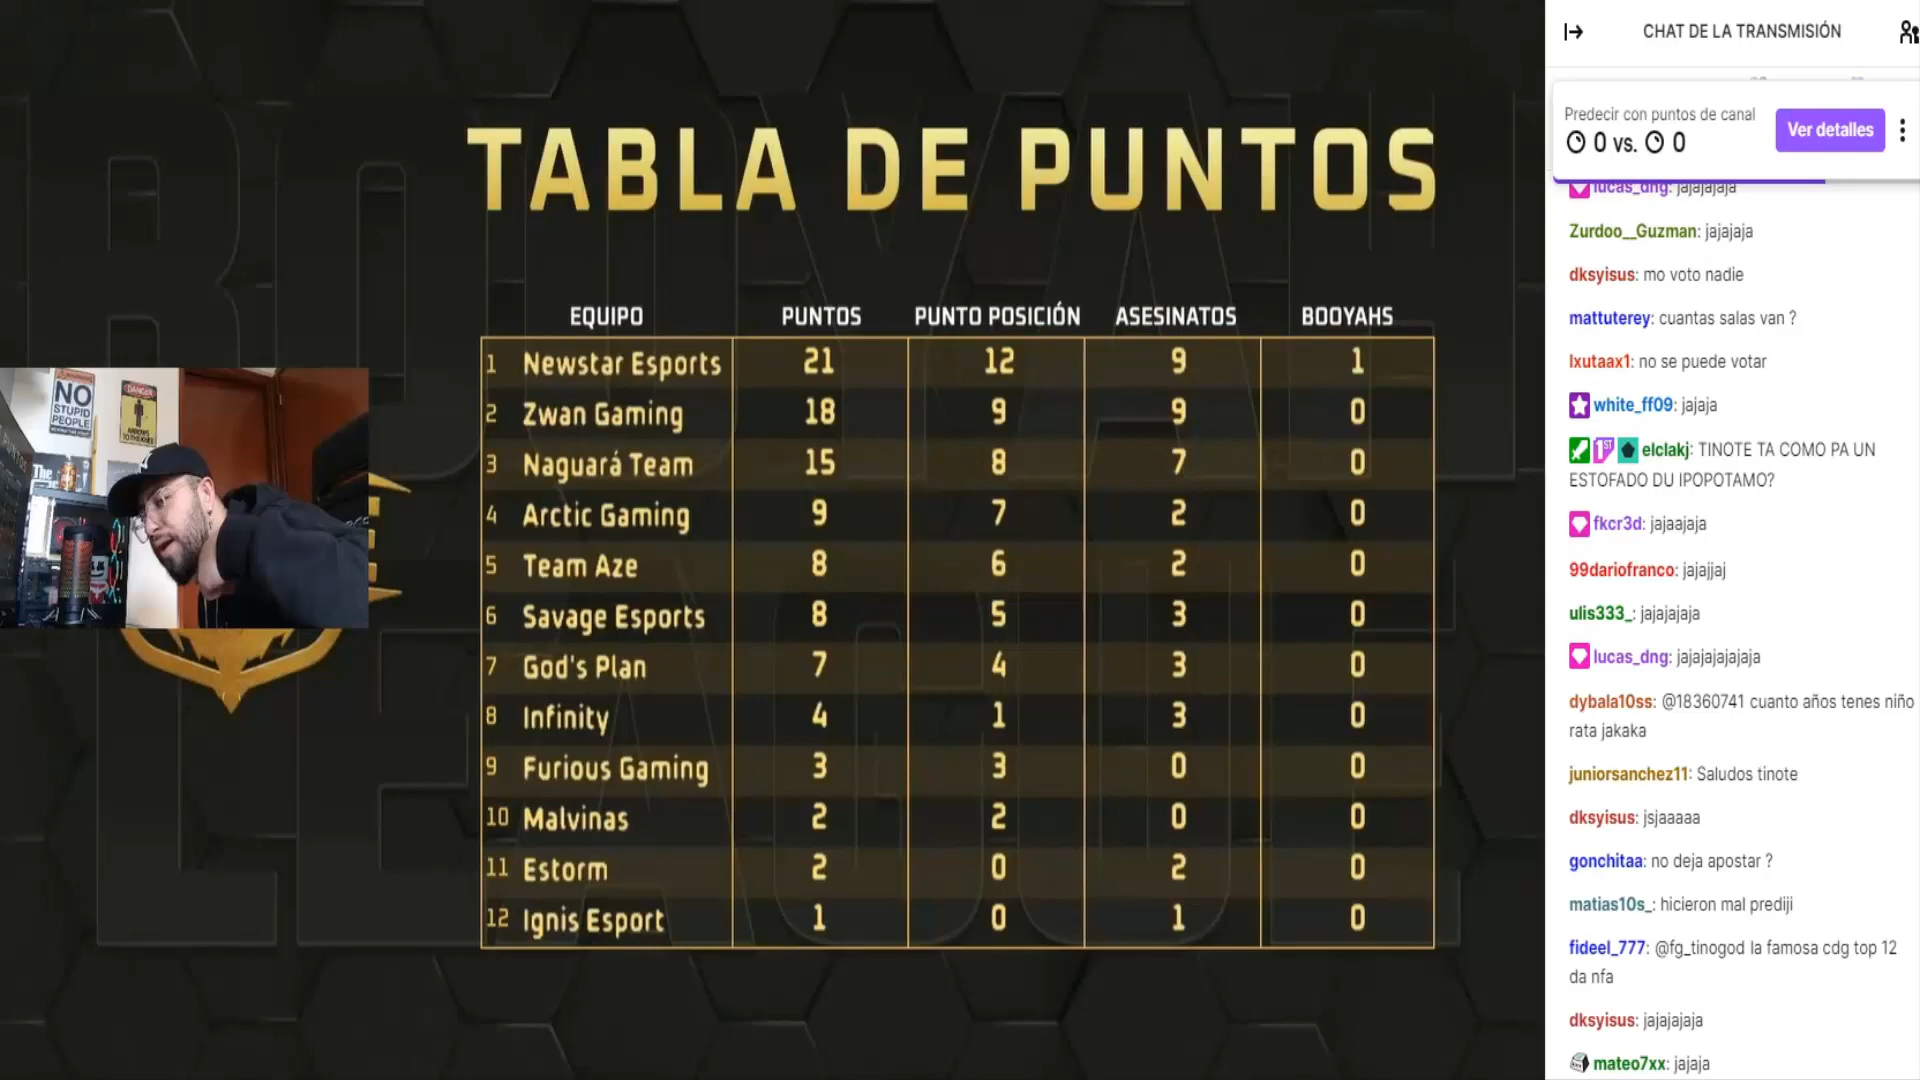 TABLA DE PUNTOS
EQUIPO PUNTOS PUNTO POSICIÓN ASESINATOS BOOYAHS
1 Newstar Esports 21 12 9 1
2 Zwan Gaming 18 9 9 0
3 Naguará Team 15 8 7 0
4 Arctic Gaming 9 7 2 0
5 Team Aze 8 6 2 0
6 Savage Esports 8 5 3 0
7 God's Plan 7 4 3 0
8 Infinity 4 1 3 0
9 Furious Gaming 3 3 0 0
10 Malvinas 2 2 0 0
11 Estorm 2 0 2 0
12 Ignis Esport 1 0 1 0
NO
STUPID
PEOPLE
DANGER
The
CHAT DE LA TRANSMISIÓN
Predecir con puntos de canal
0 vs. 0
Ver detalles
lucas_dng: jajajajaja
Zurdoo__Guzman: jajajaja
dksyisus: mo voto nadie
mattuterey: cuantas salas van ?
lxutaax1: no se puede votar
white_ff09: jajaja
1ST elclakj: TINOTE TA COMO PA UN
ESTOFADO DU IPOPOTAMO?
fkcr3d: jajaajaja
99dariofranco: jajajjaj
ulis333_: jajajajaja
lucas_dng: jajajajajajaja
dybala10ss: @18360741 cuanto años tenes niño
rata jakaka
juniorsanchez11: Saludos tinote
dksyisus: jsjaaaaa
gonchitaa: no deja apostar ?
matias10s_: hicieron mal prediji
fideel_777: @fg_tinogod la famosa cdg top 12
da nfa
dksyisus: jajajajaja
mateo7xx: jajaja